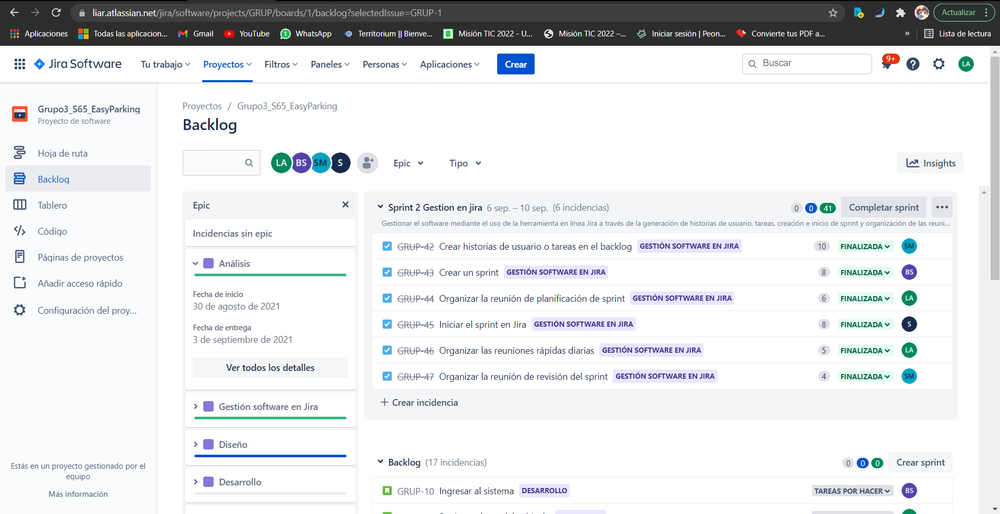 liar.atlassian.net/jira/software/projects/GRUP/boards/1/backlog?selectedIssue=GRUP-1
Actualizar
Aplicaciones
Todas las aplicacion...
Gmail
YouTube
WhatsApp
Territorium || Bienve...
Misión TIC 2022 - U...
Misión TIC 2022 –...
Iniciar sesión | Peon...
Convierte tus PDF a...
»
Lista de lectura
Jira Software
Tu trabajo
Proyectos
Filtros
Paneles
Personas
Aplicaciones
Crear
Buscar
9+
LA
Grupo3_S65_EasyParking
Proyecto de software
Hoja de ruta
Backlog
Tablero
Código
Páginas de proyectos
Añadir acceso rápido
Configuración del proy...
Estás en un proyecto gestionado por el
equipo
Más información
Proyectos / Grupo3_S65_EasyParking
Backlog
LA BS SM S
Epic
Tipo
Insights
Epic
Incidencias sin epic
Análisis
Fecha de inicio
30 de agosto de 2021
Fecha de entrega
3 de septiembre de 2021
Ver todos los detalles
Gestión software en Jira
Diseño
Desarrollo
Sprint 2 Gestion en jira 6 sep. – 10 sep. (6 incidencias) 0 0 41 Completar sprint
Gestionar el software mediante el uso de la herramienta en línea Jira a través de la generación de historias de usuario, tareas, creación e inicio de sprint y organización de las reuni...
GRUP-42 Crear historias de usuario o tareas en el backlog GESTIÓN SOFTWARE EN JIRA 10 FINALIZADA SM
GRUP-43 Crear un sprint GESTIÓN SOFTWARE EN JIRA 8 FINALIZADA BS
GRUP-44 Organizar la reunión de planificación de sprint GESTIÓN SOFTWARE EN JIRA 6 FINALIZADA LA
GRUP-45 Iniciar el sprint en Jira GESTIÓN SOFTWARE EN JIRA 8 FINALIZADA S
GRUP-46 Organizar las reuniones rápidas diarias GESTIÓN SOFTWARE EN JIRA 5 FINALIZADA LA
GRUP-47 Organizar la reunión de revisión del sprint GESTIÓN SOFTWARE EN JIRA 4 FINALIZADA SM
Crear incidencia
Backlog (17 incidencias) 0 0 0 Crear sprint
GRUP-10 Ingresar al sistema DESARROLLO TAREAS POR HACER BS